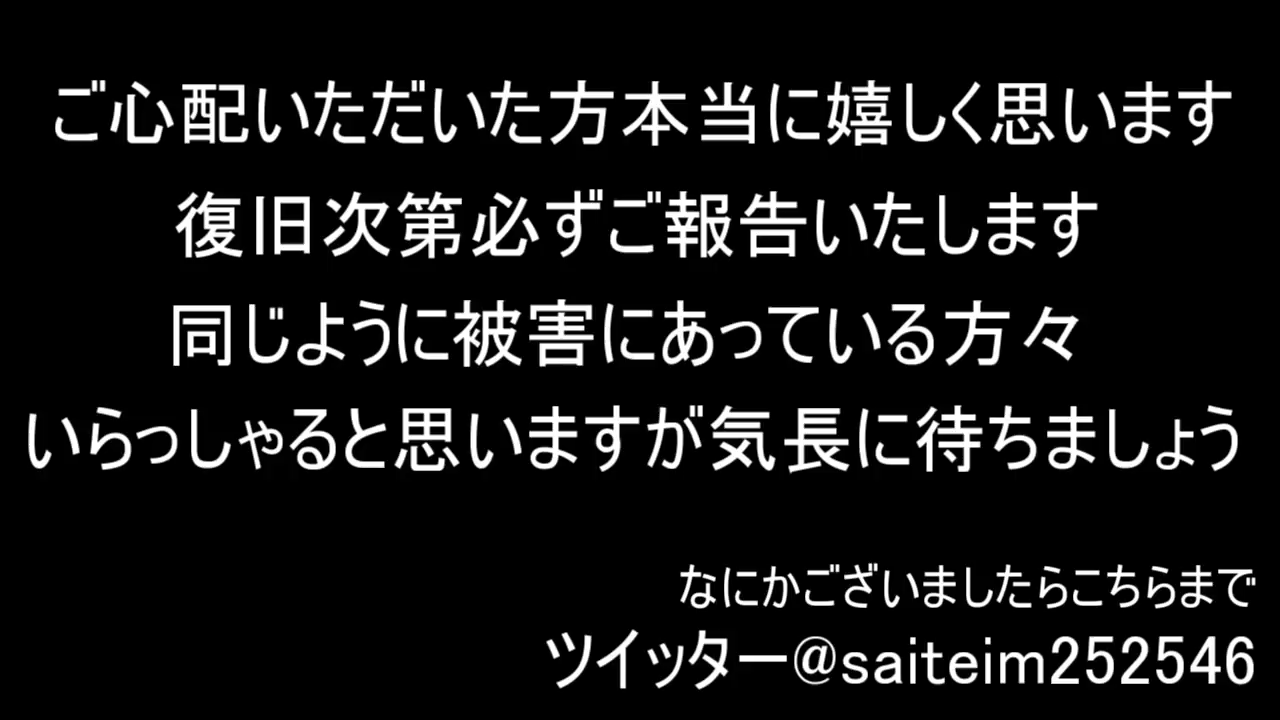 ご心配いただいた方本当に嬉しく思います
復旧次第必ずご報告いたします
同じように被害にあっている方々
いらっしゃると思いますが気長に待ちましょう
なにかございましたらこちらまで
ツイッター@saiteim252546